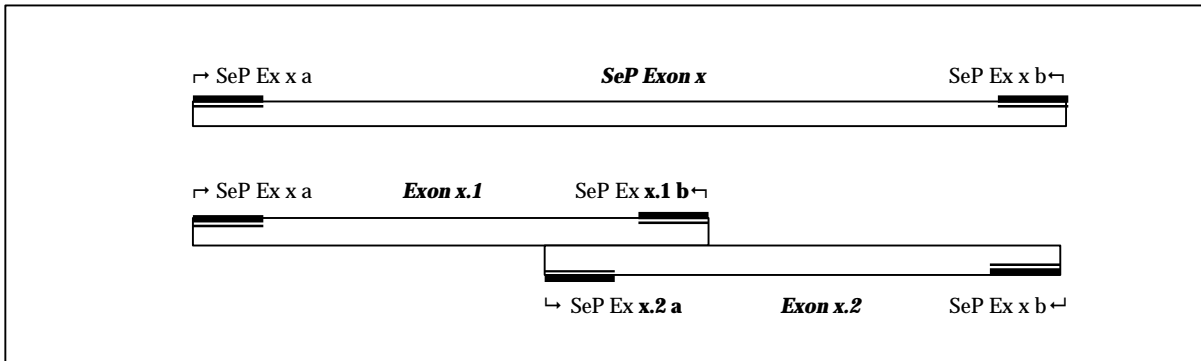 SeP Ex x a SeP Exon x SeP Ex x b
SeP Ex x a Exon x.1 SeP Ex x.1 b
SeP Ex x.2 a Exon x.2 SeP Ex x b